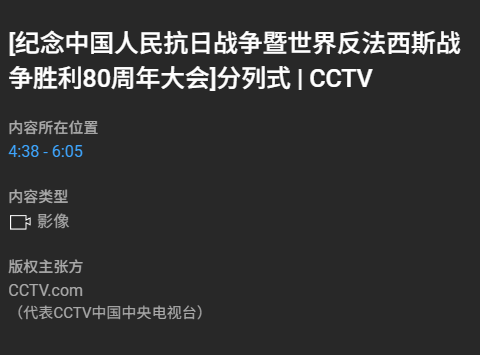 [纪念中国人民抗日战争暨世界反法西斯战
争胜利80周年大会]分列式 | CCTV
内容所在位置
4:38 - 6:05
内容类型
影像
版权主张方
CCTV.com
（代表CCTV中国中央电视台）